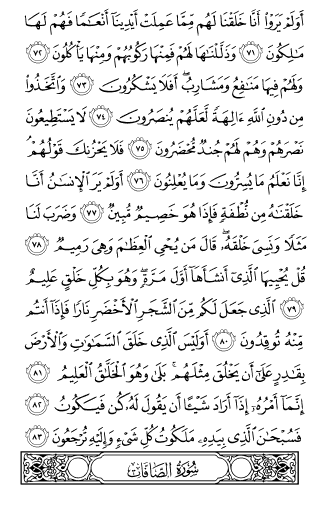 أَوَلَمْ يَرَوْا۟ أَنَّا خَلَقْنَا لَهُم مِّمَّا عَمِلَتْ أَيْدِينَآ أَنْعَـٰمًا فَهُمْ لَهَا
مَـٰلِكُونَ ٧١ وَذَلَّلْنَـٰهَا لَهُمْ فَمِنْهَا رَكُوبُهُمْ وَمِنْهَا يَأْكُلُونَ ٧٢
وَلَهُمْ فِيهَا مَنَـٰفِعُ وَمَشَارِبُ ۖ أَفَلَا يَشْكُرُونَ ٧٣ وَٱتَّخَذُوا۟
مِن دُونِ ٱللَّهِ ءَالِهَةً لَّعَلَّهُمْ يُنصَرُونَ ٧٤ لَا يَسْتَطِيعُونَ
نَصْرَهُمْ وَهُمْ لَهُمْ جُندٌ مُّحْضَرُونَ ٧٥ فَلَا يَحْزُنكَ قَوْلُهُمْ ۘ
إِنَّا نَعْلَمُ مَا يُسِرُّونَ وَمَا يُعْلِنُونَ ٧٦ أَوَلَمْ يَرَ ٱلْإِنسَـٰنُ أَنَّا
خَلَقْنَـٰهُ مِن نُّطْفَةٍ فَإِذَا هُوَ خَصِيمٌ مُّبِينٌ ٧٧ وَضَرَبَ لَنَا
مَثَلًا وَنَسِىَ خَلْقَهُۥ ۖ قَالَ مَن يُحْىِ ٱلْعِظَـٰمَ وَهِىَ رَمِيمٌ ٧٨
قُلْ يُحْيِيهَا ٱلَّذِىٓ أَنشَأَهَآ أَوَّلَ مَرَّةٍ ۖ وَهُوَ بِكُلِّ خَلْقٍ عَلِيمٌ
٧٩ ٱلَّذِى جَعَلَ لَكُم مِّنَ ٱلشَّجَرِ ٱلْأَخْضَرِ نَارًا فَإِذَآ أَنتُم
مِّنْهُ تُوقِدُونَ ٨٠ أَوَلَيْسَ ٱلَّذِى خَلَقَ ٱلسَّمَـٰوَٰتِ وَٱلْأَرْضَ
بِقَـٰدِرٍ عَلَىٰٓ أَن يَخْلُقَ مِثْلَهُم ۚ بَلَىٰ وَهُوَ ٱلْخَلَّـٰقُ ٱلْعَلِيمُ ٨١
إِنَّمَآ أَمْرُهُۥٓ إِذَآ أَرَادَ شَيْـًٔا أَن يَقُولَ لَهُۥ كُن فَيَكُونُ ٨٢
فَسُبْحَـٰنَ ٱلَّذِى بِيَدِهِۦ مَلَكُوتُ كُلِّ شَىْءٍ وَإِلَيْهِ تُرْجَعُونَ ٨٣
سُورَةُ الصَّافَّاتِ